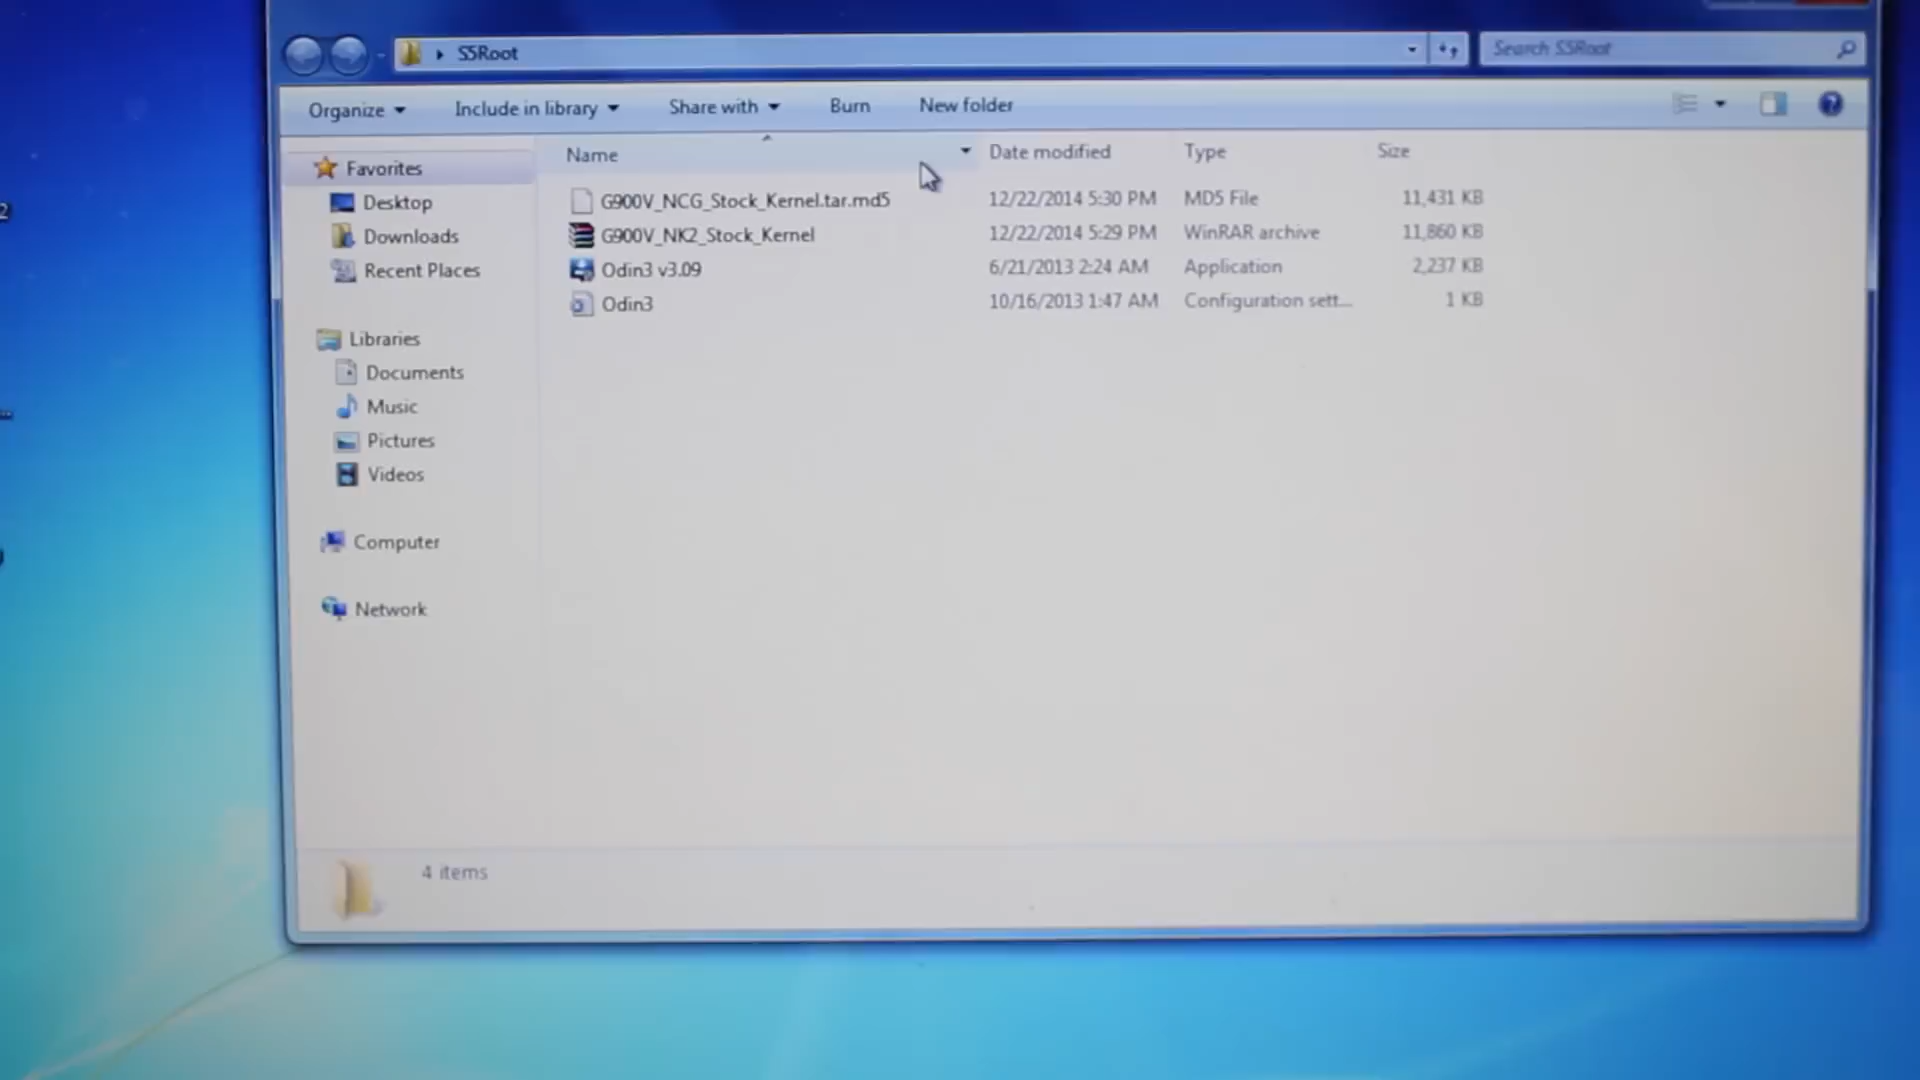 S5Root
Search S5Root
Organize
Include in library
Share with
Burn
New folder
Name
Date modified
Type
Size
Favorites
Desktop
Downloads
Recent Places
Libraries
Documents
Music
Pictures
Videos
Computer
Network
G900V_NCG_Stock_Kernel.tar.md5 12/22/2014 5:30 PM MD5 File 11,431 KB
G900V_NK2_Stock_Kernel 12/22/2014 5:29 PM WinRAR archive 11,860 KB
Odin3 v3.09 6/21/2013 2:24 AM Application 2,237 KB
Odin3 10/16/2013 1:47 AM Configuration sett... 1 KB
4 items
2
...